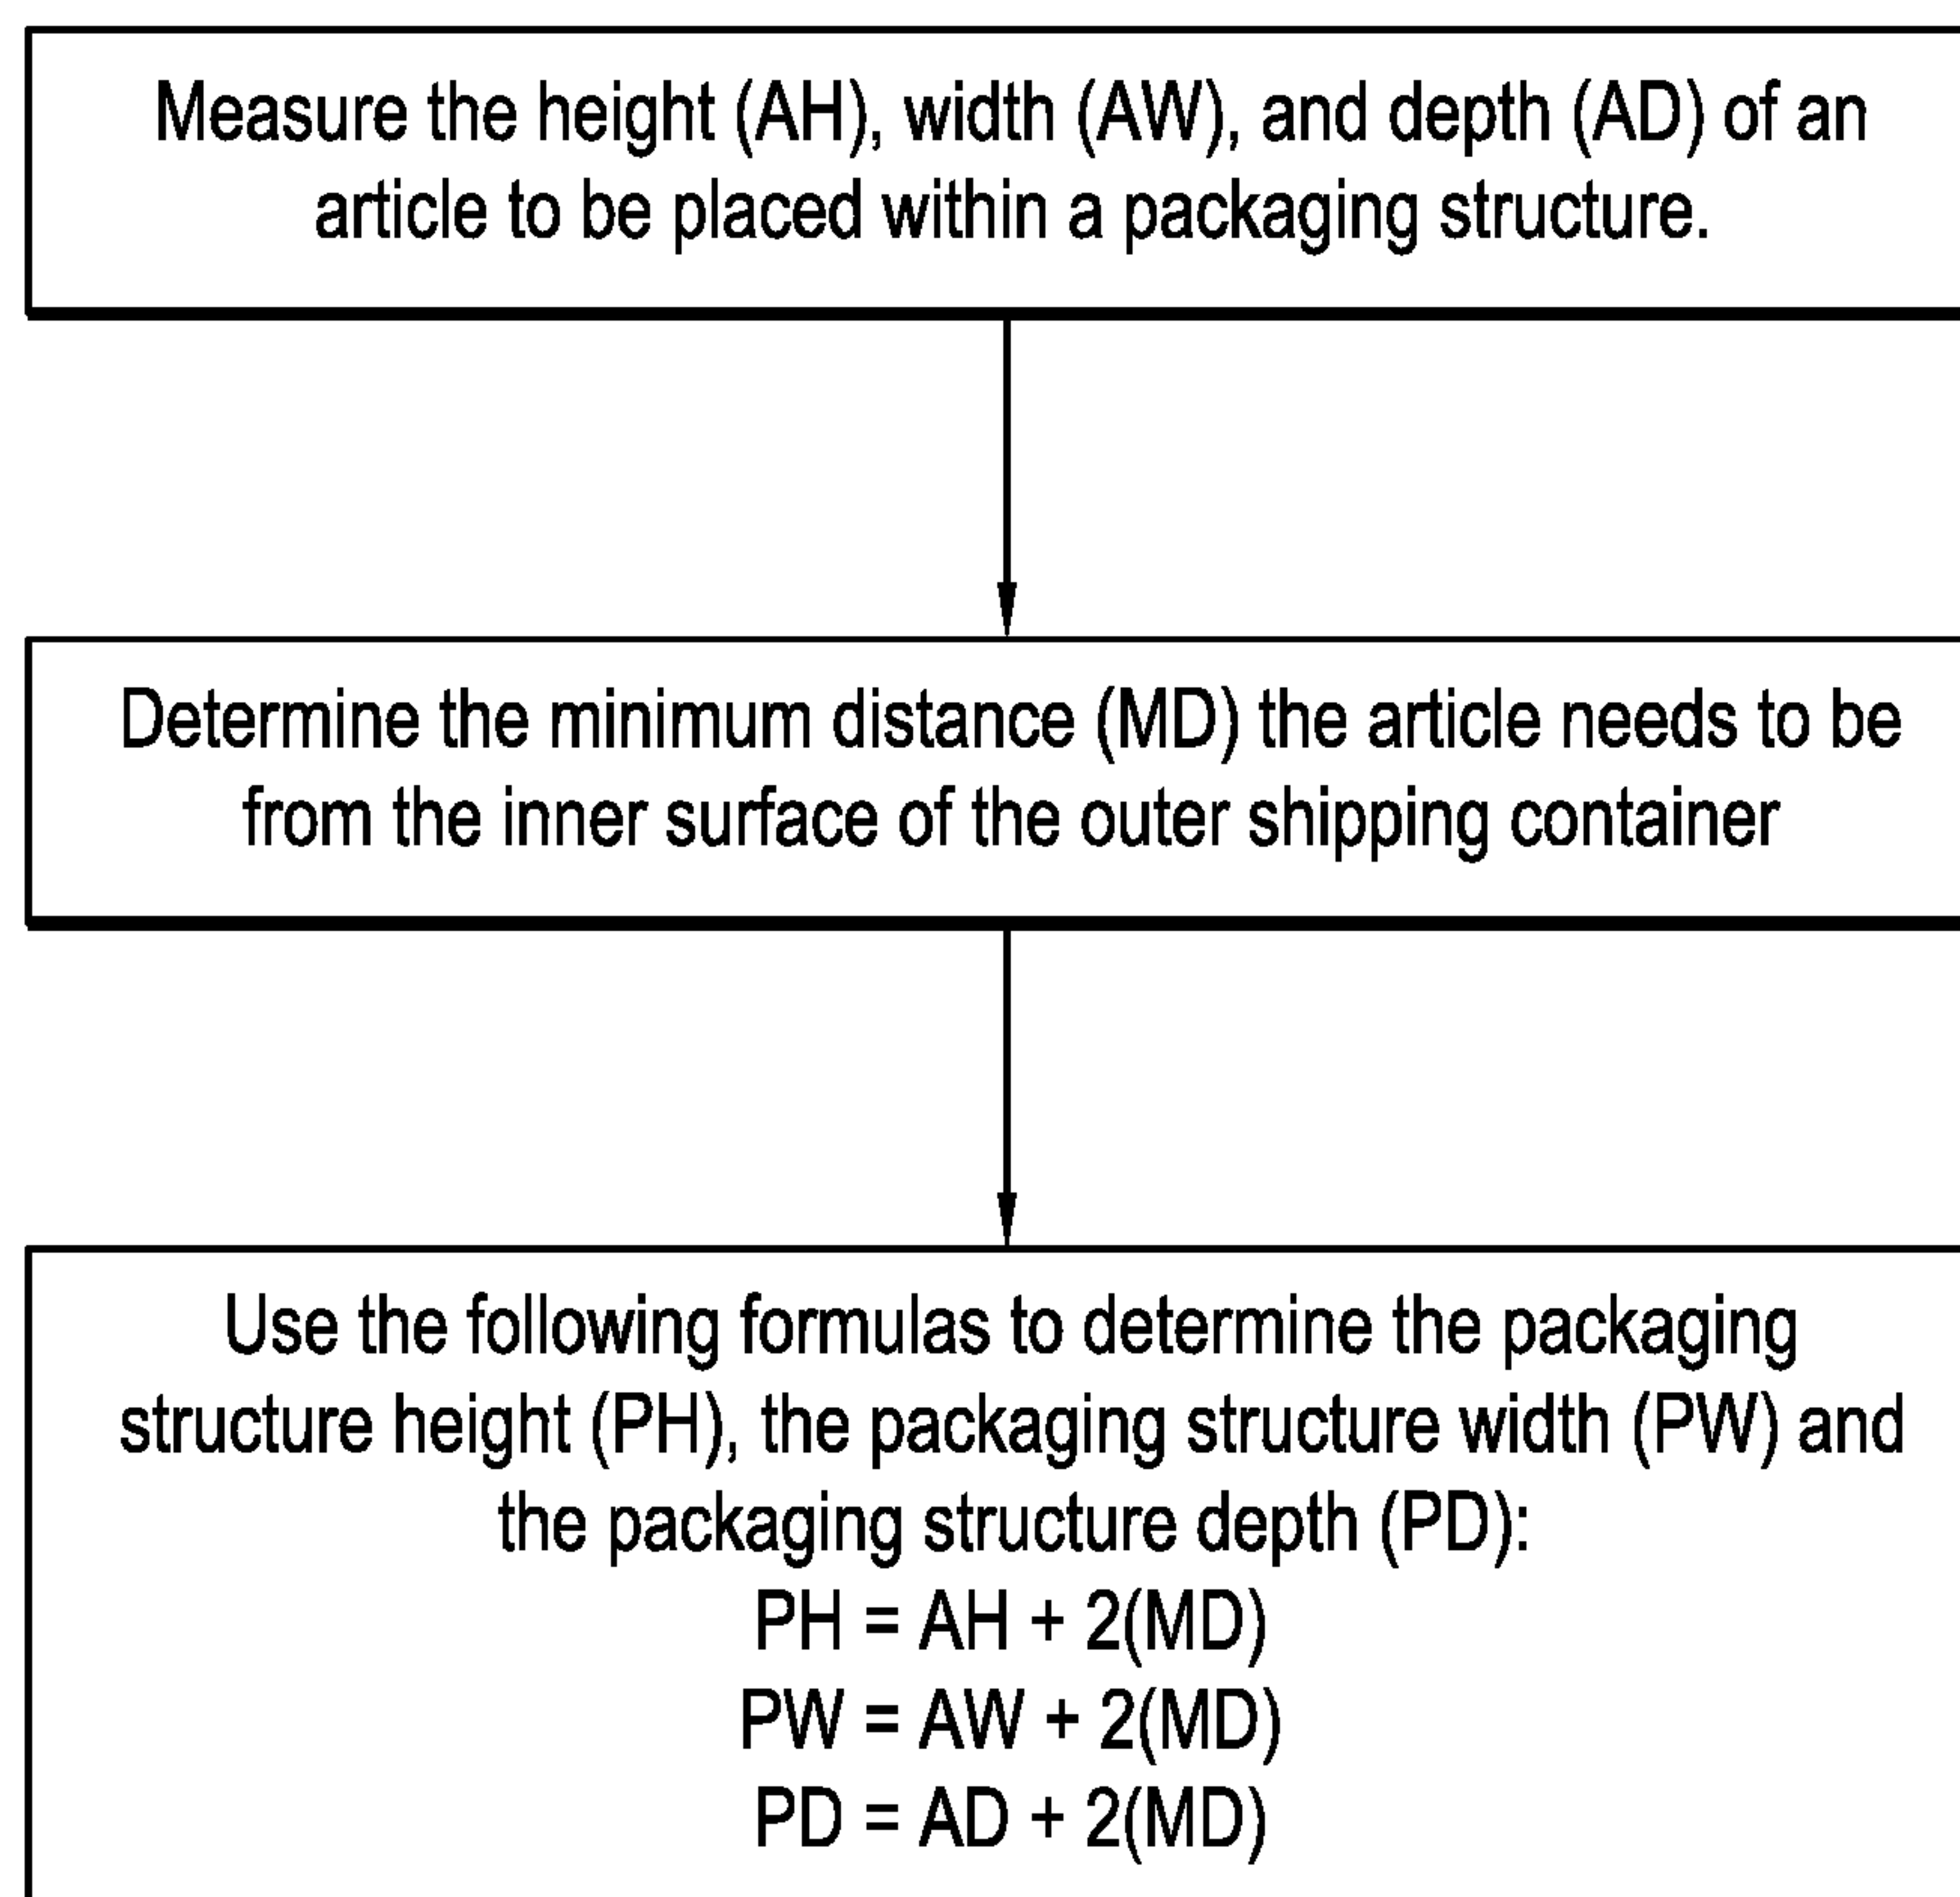 Measure the height (AH), width (AW), and depth (AD) of an
article to be placed within a packaging structure.
Determine the minimum distance (MD) the article needs to be
from the inner surface of the outer shipping container
Use the following formulas to determine the packaging
structure height (PH), the packaging structure width (PW) and
the packaging structure depth (PD):
PH = AH + 2(MD)
PW = AW + 2(MD)
PD = AD + 2(MD)